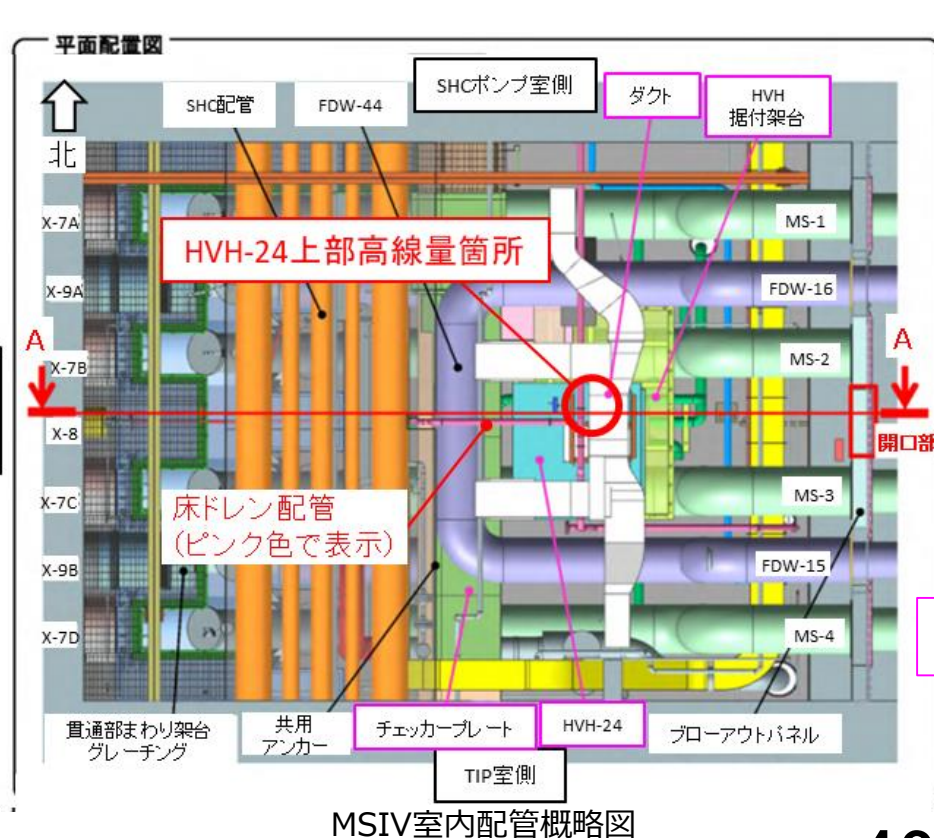 平面配置図
SHCポンプ室側
ダクト
HVH
据付架台
SHC配管
FDW-44
北
X-7A
MS-1
HVH-24上部高線量箇所
X-9A
FDW-16
A
A
X-7B
MS-2
X-8
開口部
X-7C
MS-3
床ドレン配管
(ピンク色で表示)
X-9B
FDW-15
X-7D
MS-4
貫通部まわり架台
グレーチング
共用
アンカー
チェッカープレート
HVH-24
ブローアウトパネル
TIP室側
MSIV室内配管概略図